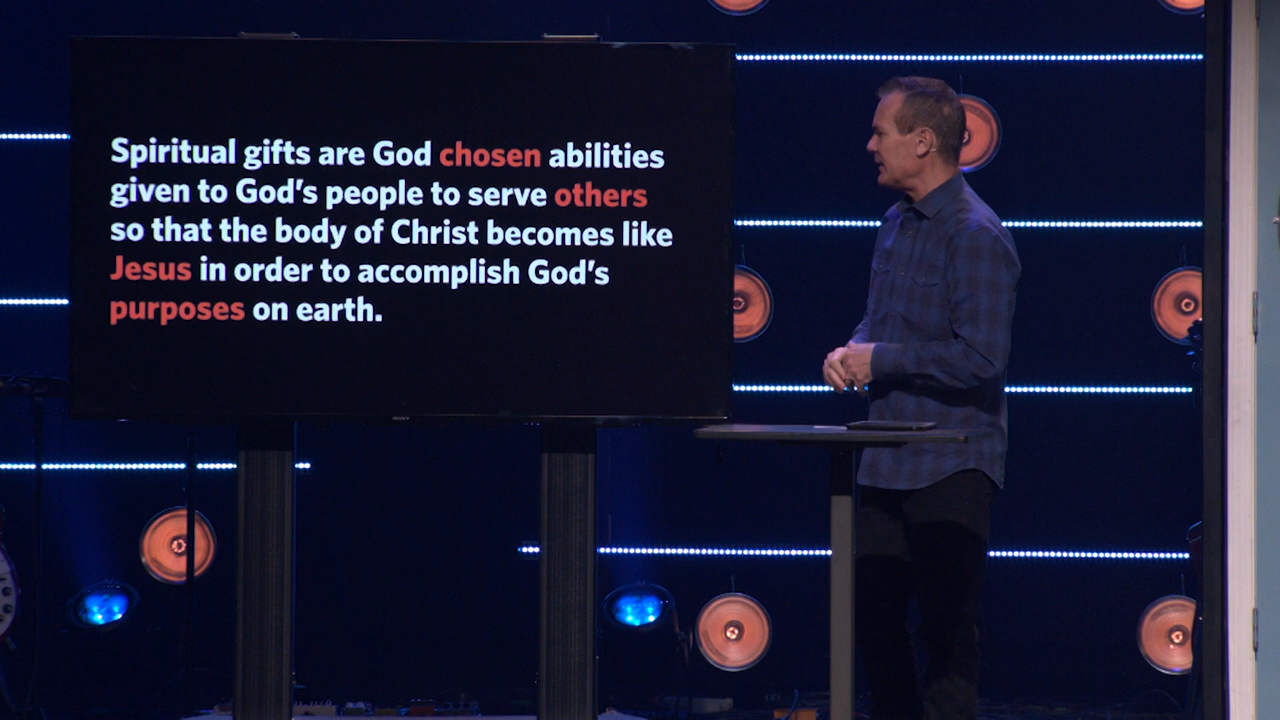 Spiritual gifts are God chosen abilities
given to God's people to serve others
so that the body of Christ becomes like
Jesus in order to accomplish God's
purposes on earth.